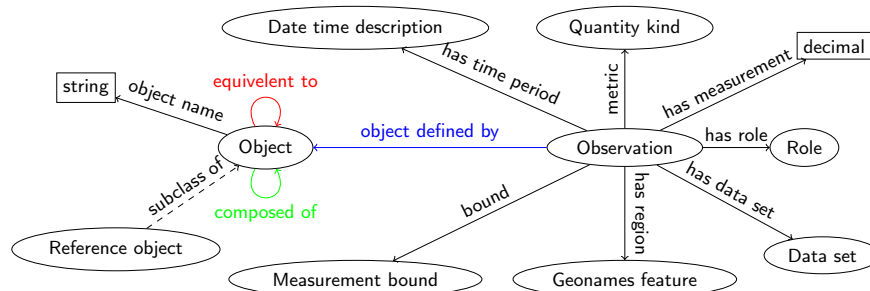 Date time description
Quantity kind
decimal
string
equivelent to
has time period
metric
has measurement
object name
Object
object defined by
Observation
has role
Role
subclass of
composed of
bound
has region
has data set
Reference object
Measurement bound
Geonames feature
Data set